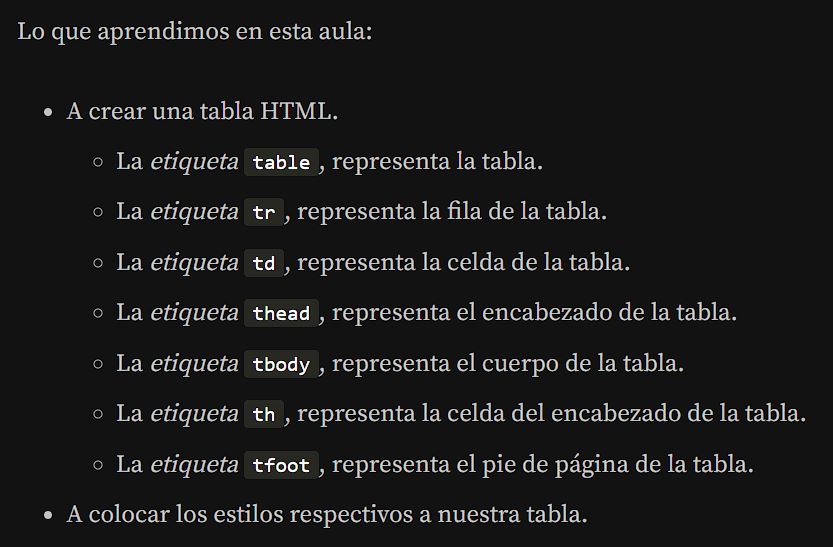 Lo que aprendimos en esta aula:
A crear una tabla HTML.
La etiqueta table, representa la tabla.
La etiqueta tr, representa la fila de la tabla.
La etiqueta td, representa la celda de la tabla.
La etiqueta thead, representa el encabezado de la tabla.
La etiqueta tbody, representa el cuerpo de la tabla.
La etiqueta th, representa la celda del encabezado de la tabla.
La etiqueta tfoot, representa el pie de página de la tabla.
A colocar los estilos respectivos a nuestra tabla.